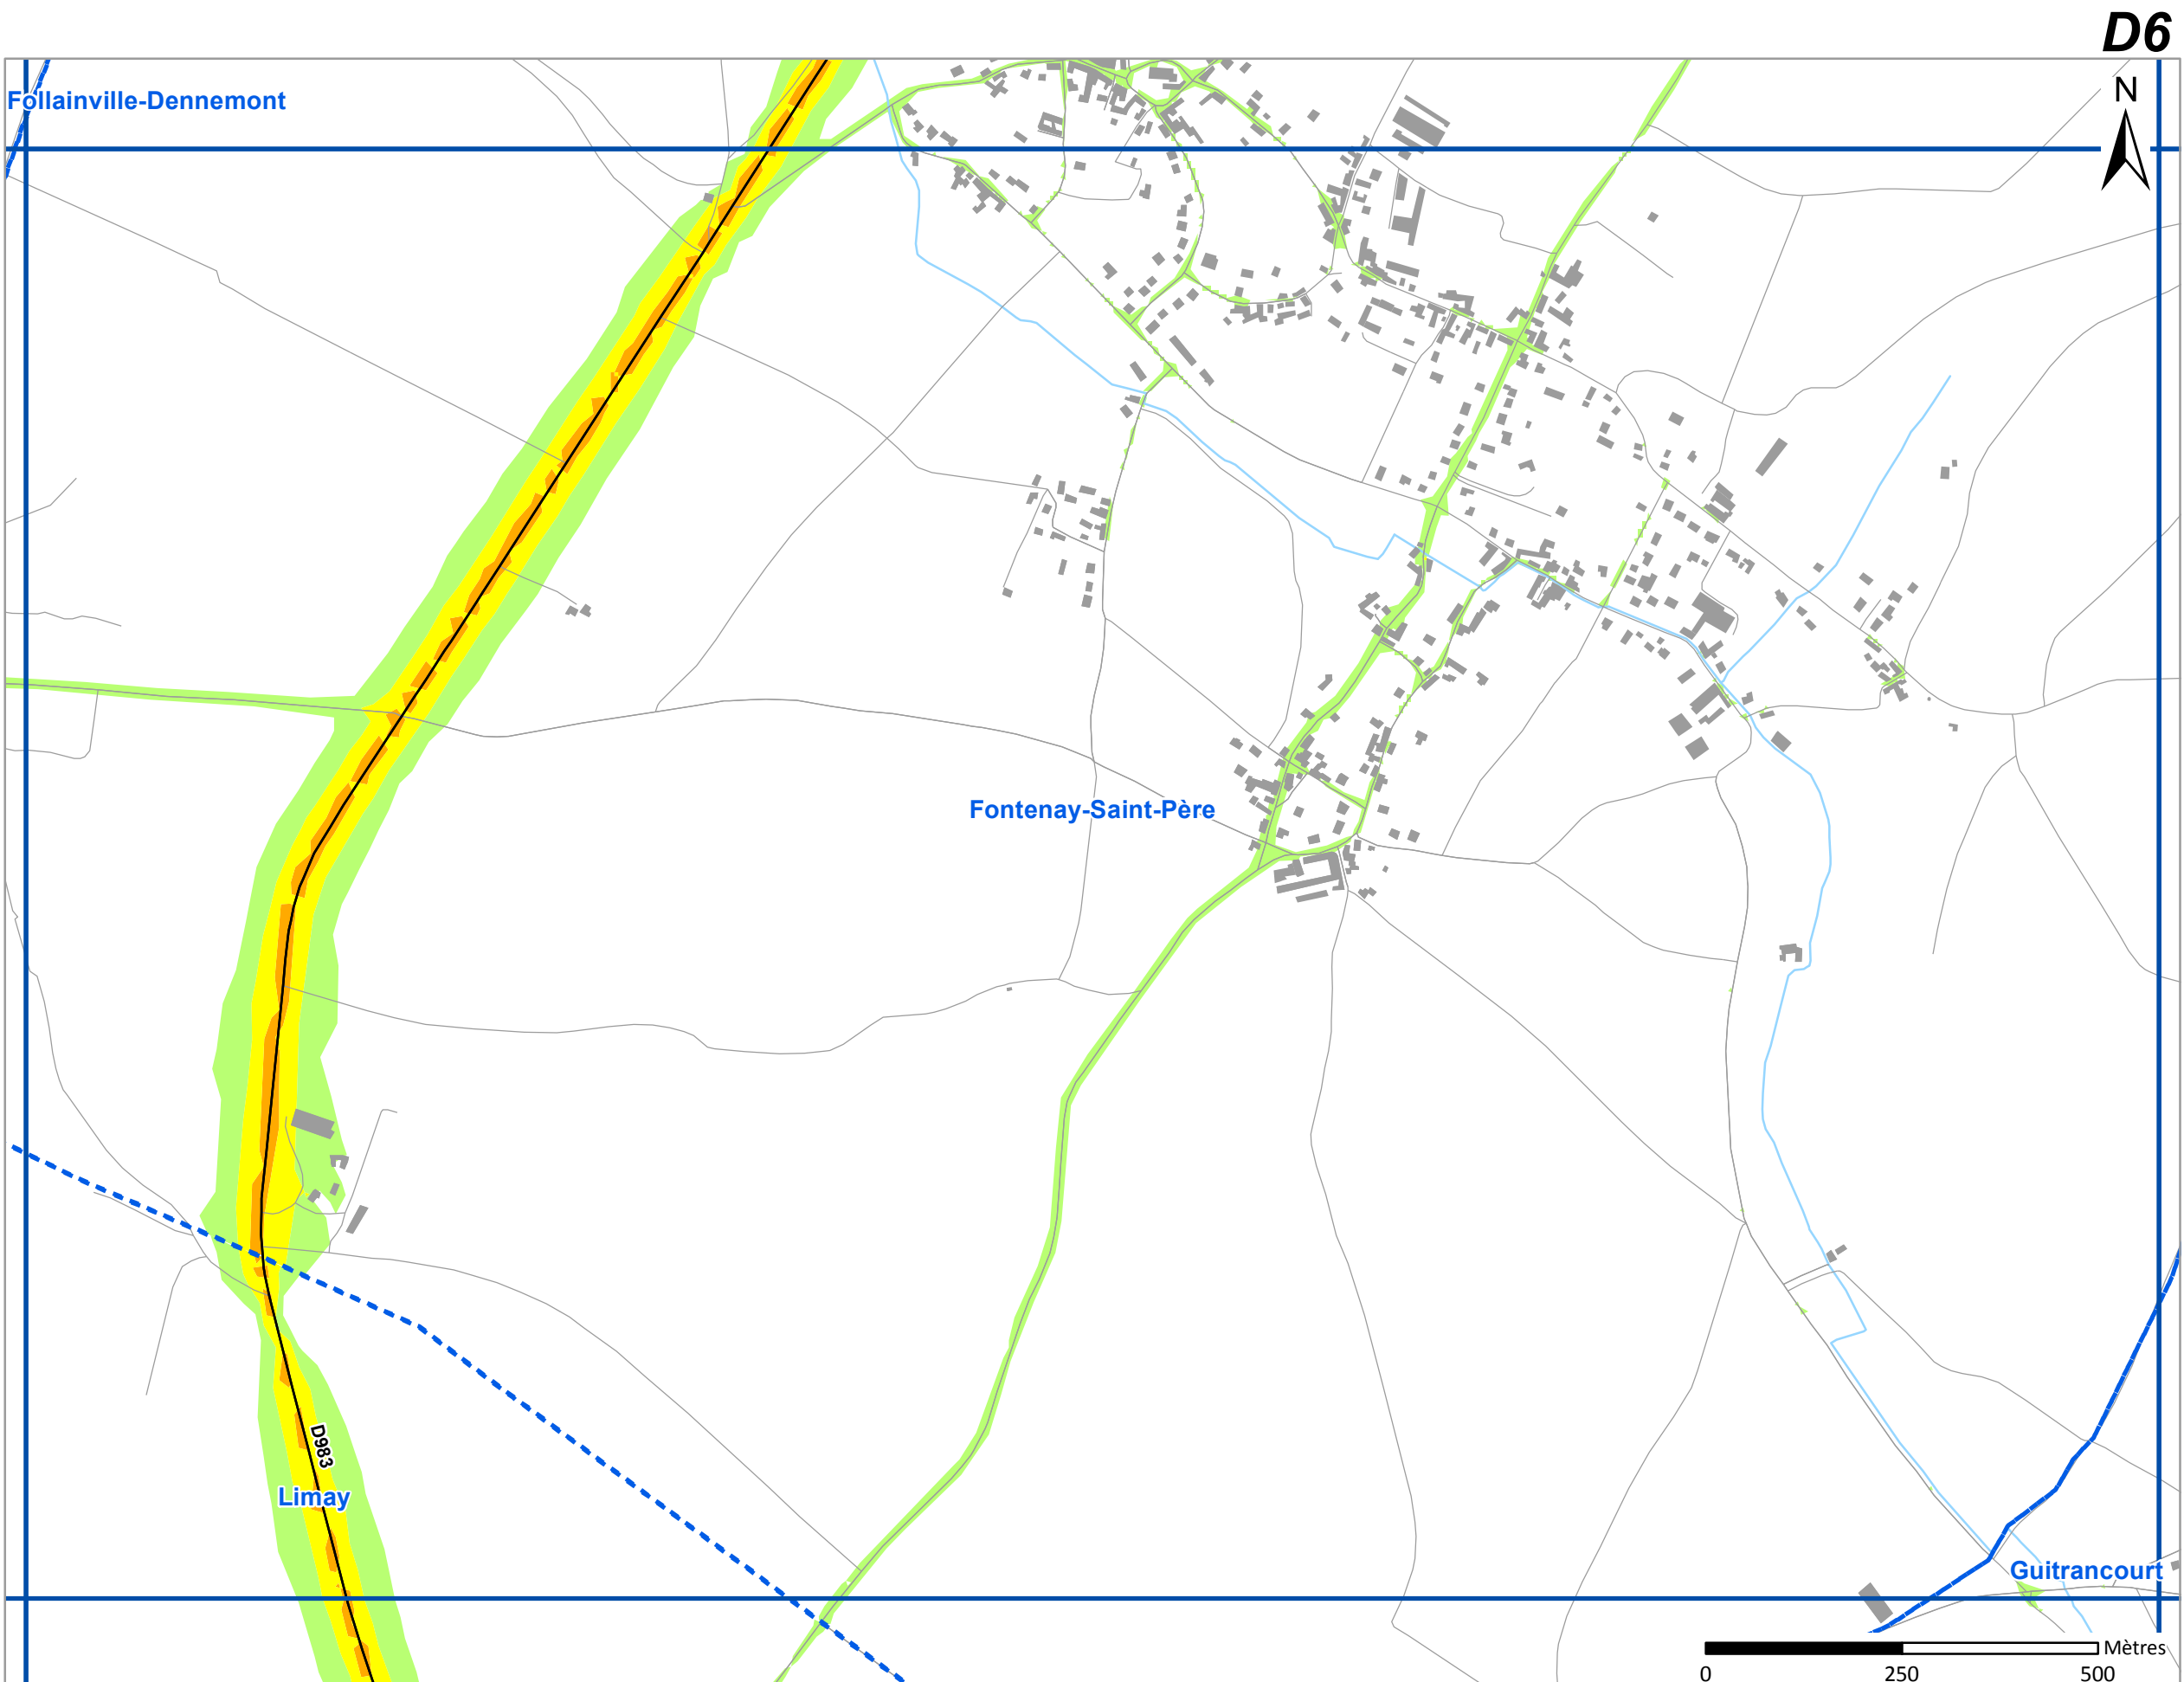 D6
Follainville-Dennemont
N
Fontenay-Saint-Père
D983
Limay
Guitrancourt
Mètres
0 250 500